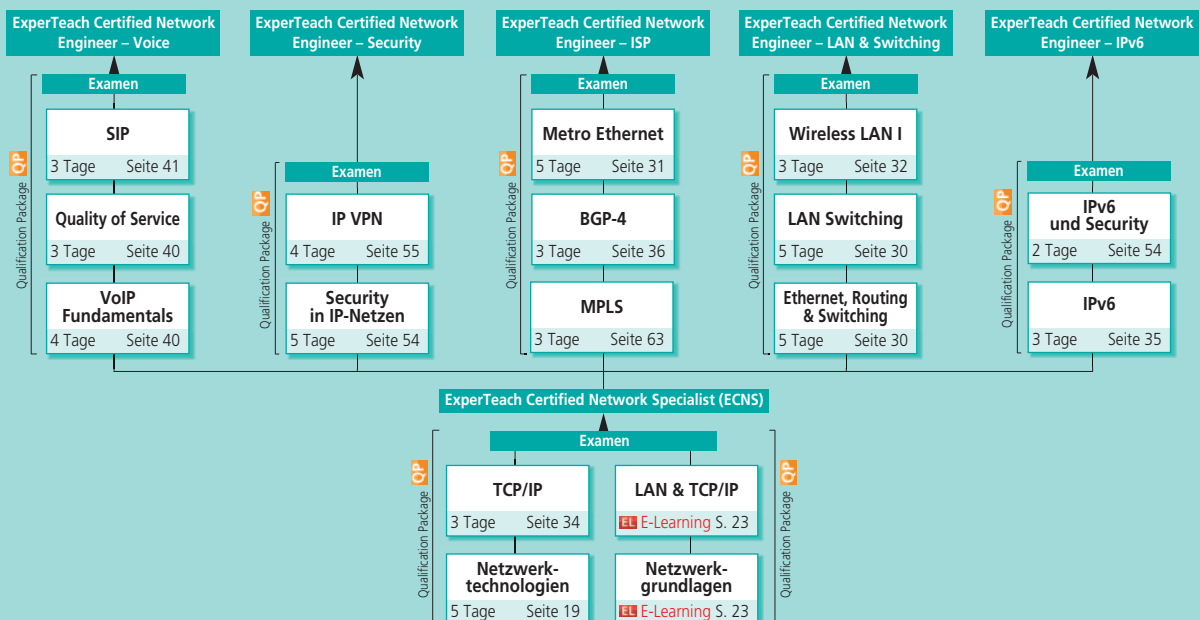 ExperTeach Certified Network
Engineer – Voice
ExperTeach Certified Network
Engineer – Security
ExperTeach Certified Network
Engineer – ISP
ExperTeach Certified Network
Engineer – LAN & Switching
ExperTeach Certified Network
Engineer – IPv6
Qualification Package QP
Examen
SIP
3 Tage Seite 41
Quality of Service
3 Tage Seite 40
VoIP
Fundamentals
4 Tage Seite 40
Qualification Package QP
Examen
IP VPN
4 Tage Seite 55
Security
in IP-Netzen
5 Tage Seite 54
Qualification Package QP
Examen
Metro Ethernet
5 Tage Seite 31
BGP-4
3 Tage Seite 36
MPLS
3 Tage Seite 63
Qualification Package QP
Examen
Wireless LAN I
3 Tage Seite 32
LAN Switching
5 Tage Seite 30
Ethernet, Routing
& Switching
5 Tage Seite 30
Qualification Package QP
Examen
IPv6
und Security
2 Tage Seite 54
IPv6
3 Tage Seite 35
ExperTeach Certified Network Specialist (ECNS)
Examen
Qualification Package QP
TCP/IP
3 Tage Seite 34
Netzwerk-
technologien
5 Tage Seite 19
LAN & TCP/IP
EL E-Learning S. 23
Netzwerk-
grundlagen
EL E-Learning S. 23
Qualification Package QP